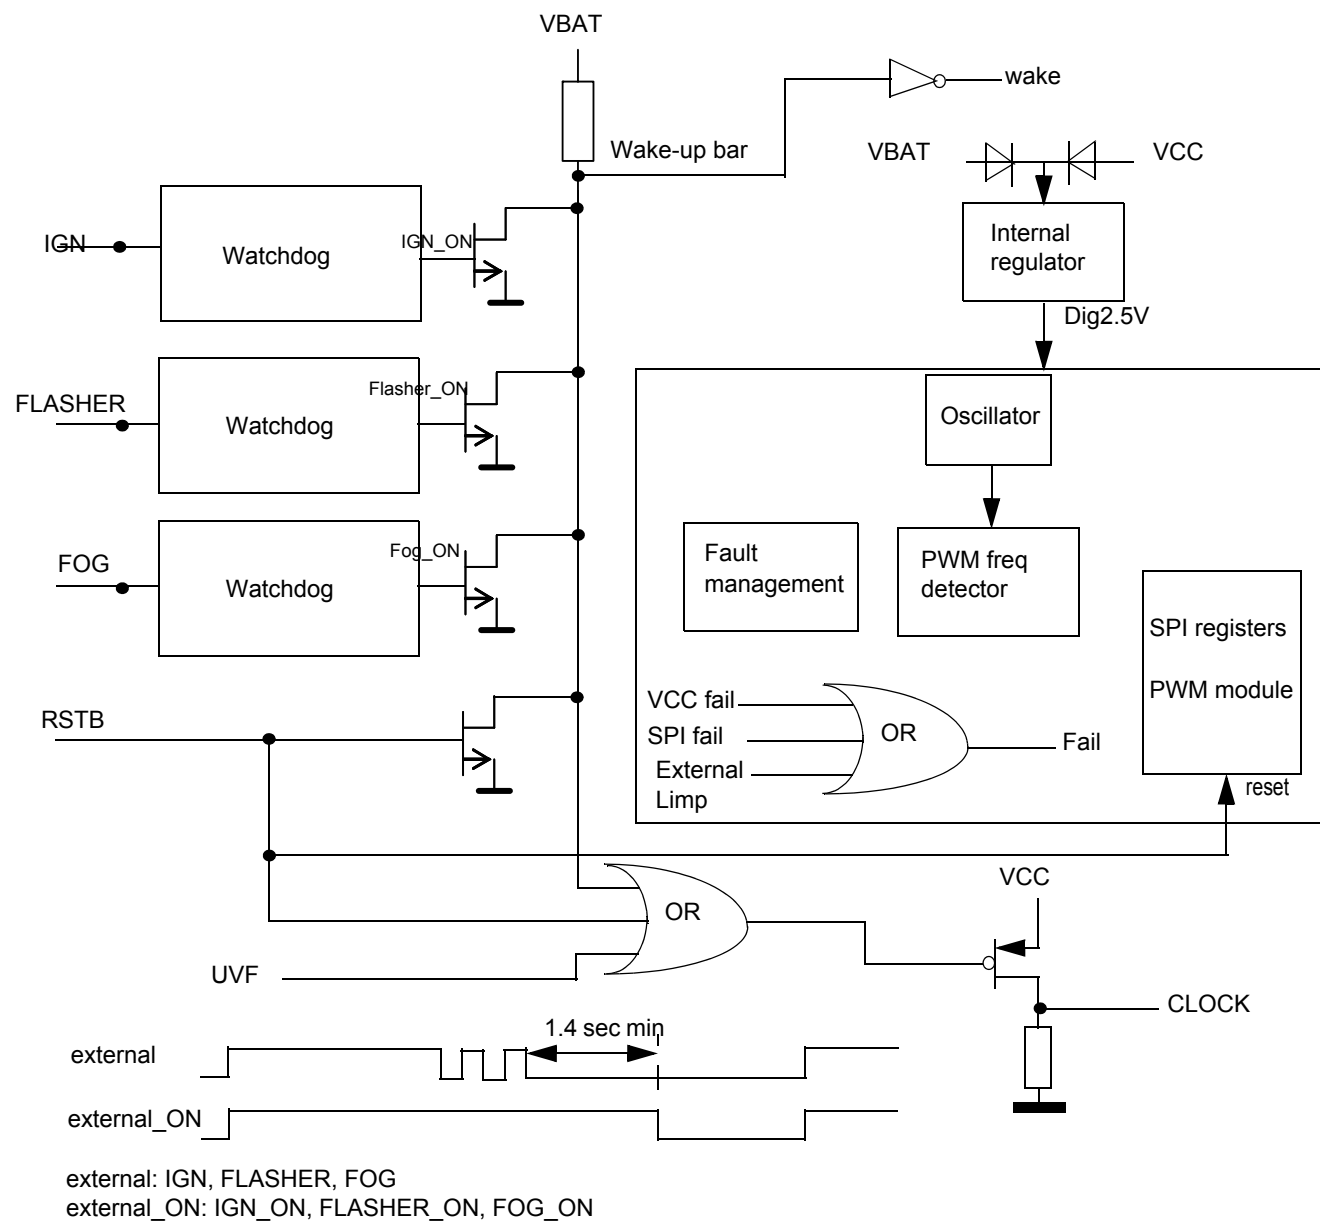 VBAT
wake
Wake-up bar
VBAT
VCC
IGN
Watchdog
IGN_ON
Internal
regulator
Dig2.5V
FLASHER
Watchdog
Flasher_ON
Oscillator
FOG
Watchdog
Fog_ON
Fault
management
PWM freq
detector
SPI registers
PWM module
RSTB
VCC fail
SPI fail
External
Limp
OR
Fail
reset
OR
VCC
UVF
CLOCK
1.4 sec min
external
external_ON
external: IGN, FLASHER, FOG
external_ON: IGN_ON, FLASHER_ON, FOG_ON